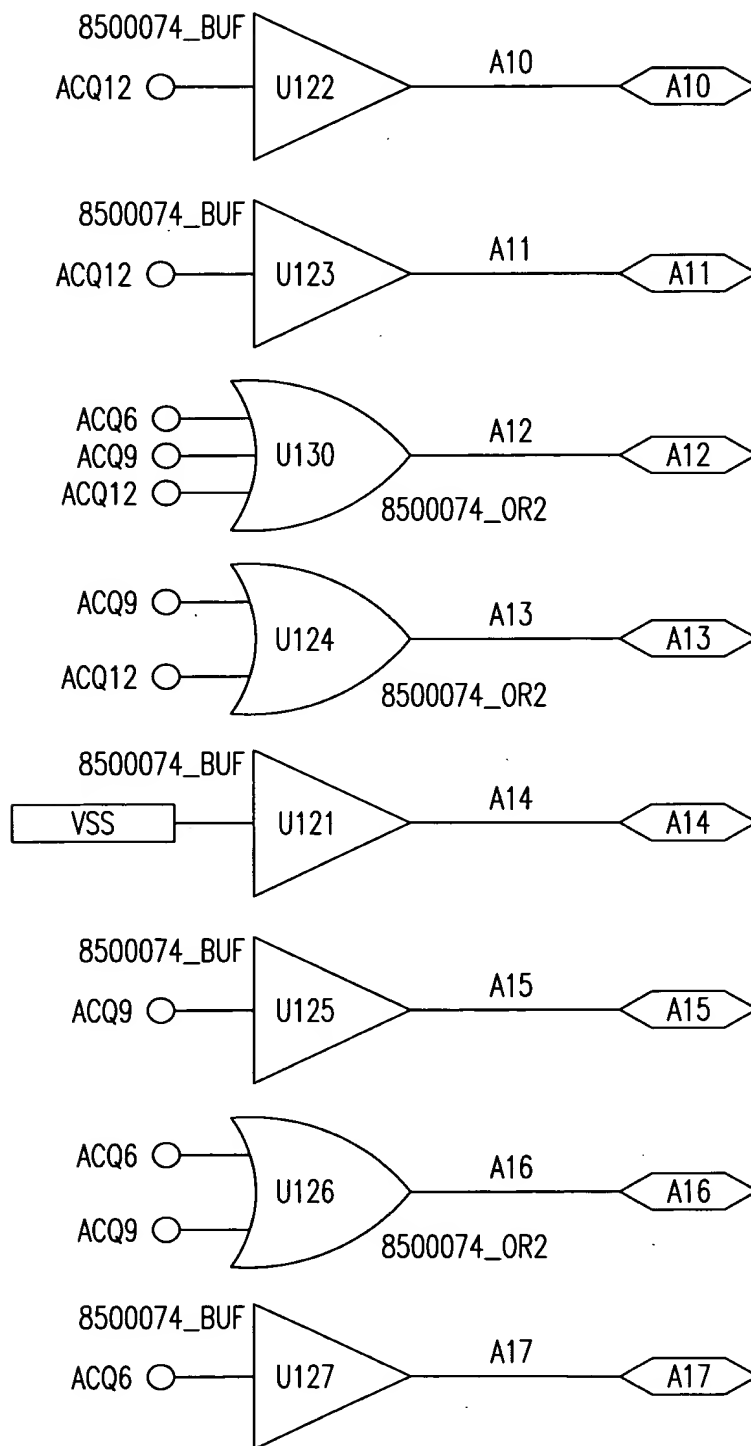 8500074_BUF
ACQ12 U122 A10 A10
8500074_BUF
ACQ12 U123 A11 A11
ACQ6
ACQ9 U130 A12 A12
ACQ12
8500074_OR2
ACQ9
U124 A13 A13
ACQ12
8500074_OR2
8500074_BUF
VSS U121 A14 A14
8500074_BUF
ACQ9 U125 A15 A15
ACQ6
U126 A16 A16
ACQ9
8500074_OR2
8500074_BUF
ACQ6 U127 A17 A17